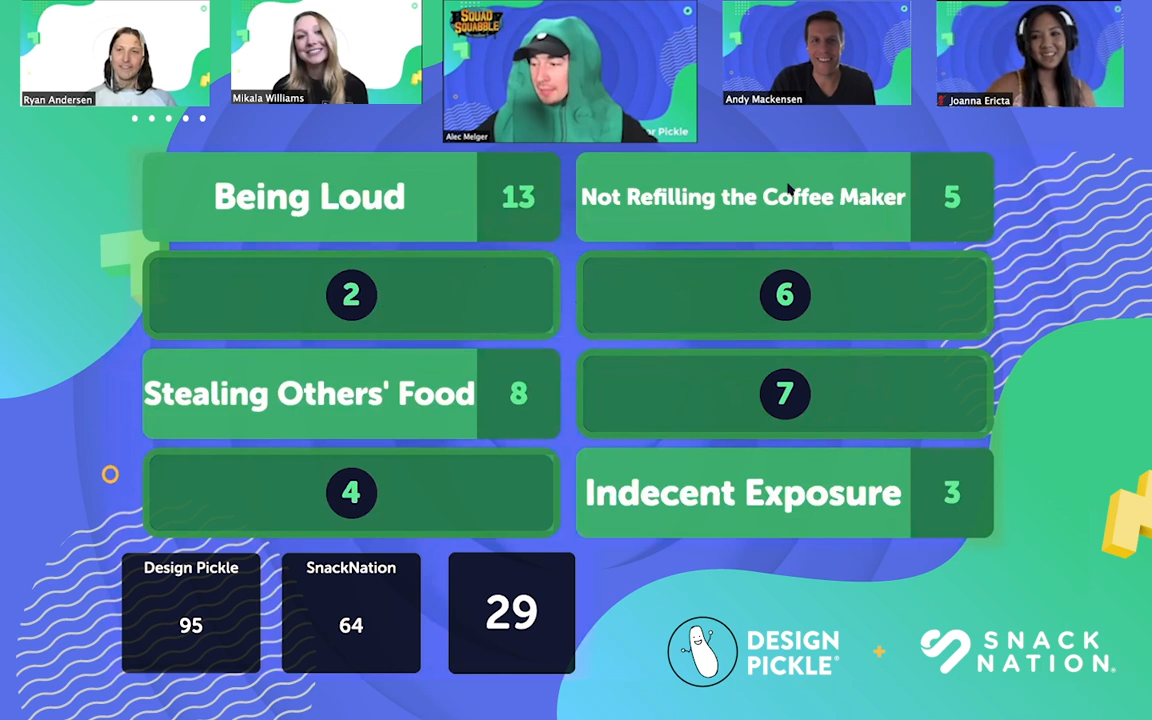 Ryan Andersen
Mikala Williams
SQUAD
SQUABBLE
or Pickle
Alec Melger
Andy Mackensen
Joanna Ericta
Being Loud 13
Not Refilling the Coffee Maker 5
2
6
Stealing Others' Food 8
7
4
Indecent Exposure 3
Design Pickle
95
SnackNation
64
29
DESIGN
PICKLE®
+
SNACK
NATION.